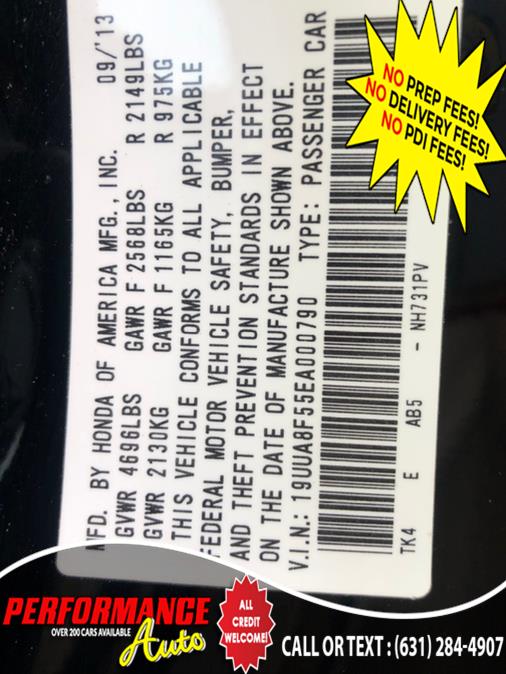 MFD. BY HONDA OF AMERICA MFG., INC. 09/'13
GVWR 4696LBS GAWR F 2568LBS R 2149LBS
GVWR 2130KG GAWR F 1165KG R 975KG
THIS VEHICLE CONFORMS TO ALL APPLICABLE
FEDERAL MOTOR VEHICLE SAFETY, BUMPER,
AND THEFT PREVENTION STANDARDS IN EFFECT
ON THE DATE OF MANUFACTURE SHOWN ABOVE.
V.I.N.: 19UUA8F55EA000790 TYPE: PASSENGER CAR
TK4 E AB5 - NH731PV
NO PREP FEES!
NO DELIVERY FEES!
NO PDI FEES!
PERFORMANCE
OVER 200 CARS AVAILABLE
Auto
ALL
CREDIT
WELCOME!
CALL OR TEXT : (631) 284-4907